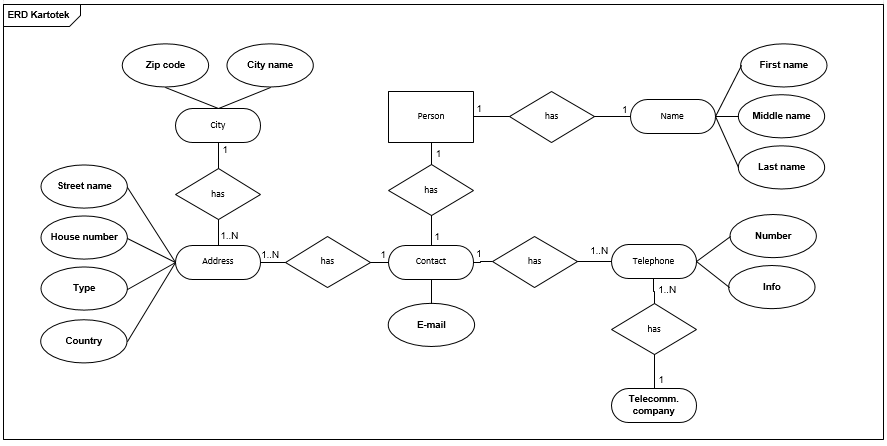 ERD Kartotek
Zip code
City name
First name
City
Person
1
has
1
Name
Middle name
1
1
Last name
Street name
has
has
House number
1..N
1
Number
Address
1..N
has
1
Contact
1
has
1..N
Telephone
Type
Info
1..N
Country
E-mail
has
1
Telecomm.
company